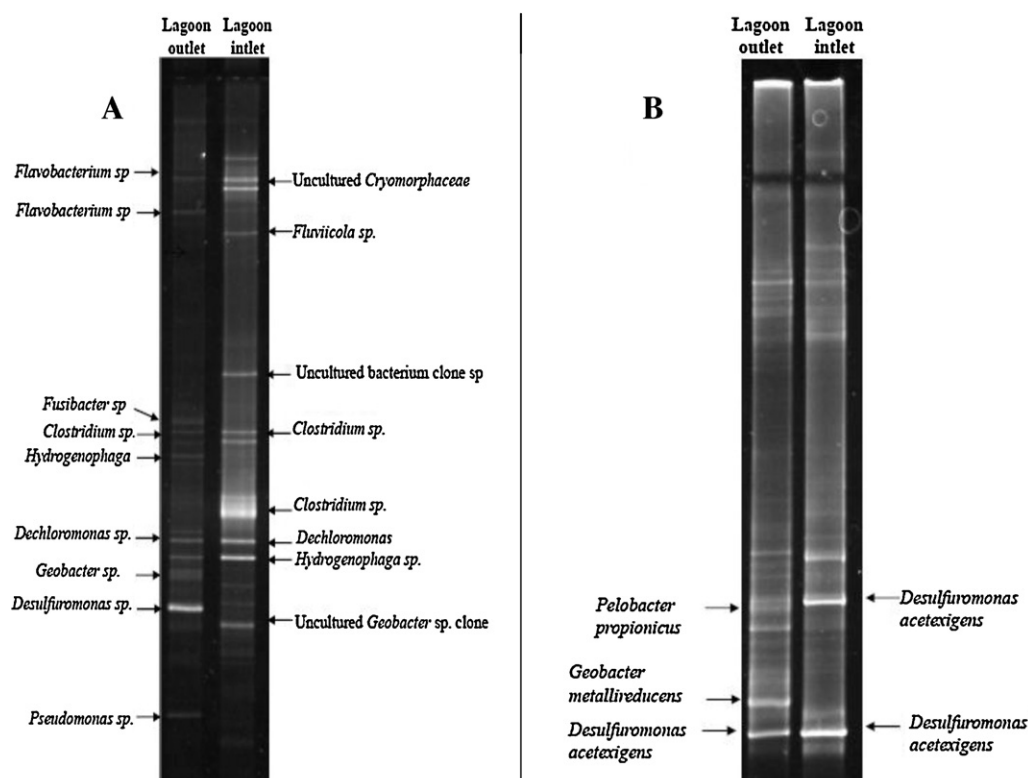 Lagoon Lagoon
outlet intlet
A
Flavobacterium sp
Flavobacterium sp
Fusibacter sp
Clostridium sp.
Hydrogenophaga
Dechloromonas sp.
Geobacter sp.
Desulfuromonas sp.
Pseudomonas sp.
Uncultured Cryomorphaceae
Fluviicola sp.
Uncultured bacterium clone sp
Clostridium sp.
Clostridium sp.
Dechloromonas
Hydrogenophaga sp.
Uncultured Geobacter sp. clone
Lagoon Lagoon
outlet intlet
B
Pelobacter
propionicus
Geobacter
metallireducens
Desulfuromonas
acetexigens
Desulfuromonas
acetexigens
Desulfuromonas
acetexigens